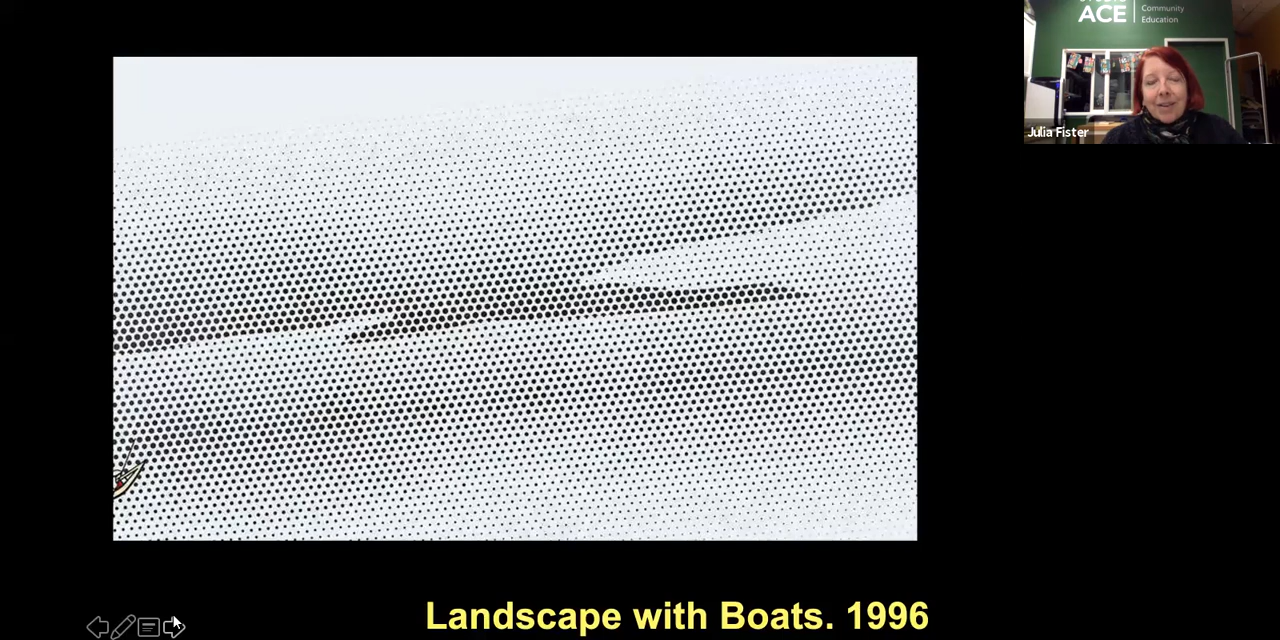 ACE
Community
Education
Julia Fister
Landscape with Boats. 1996